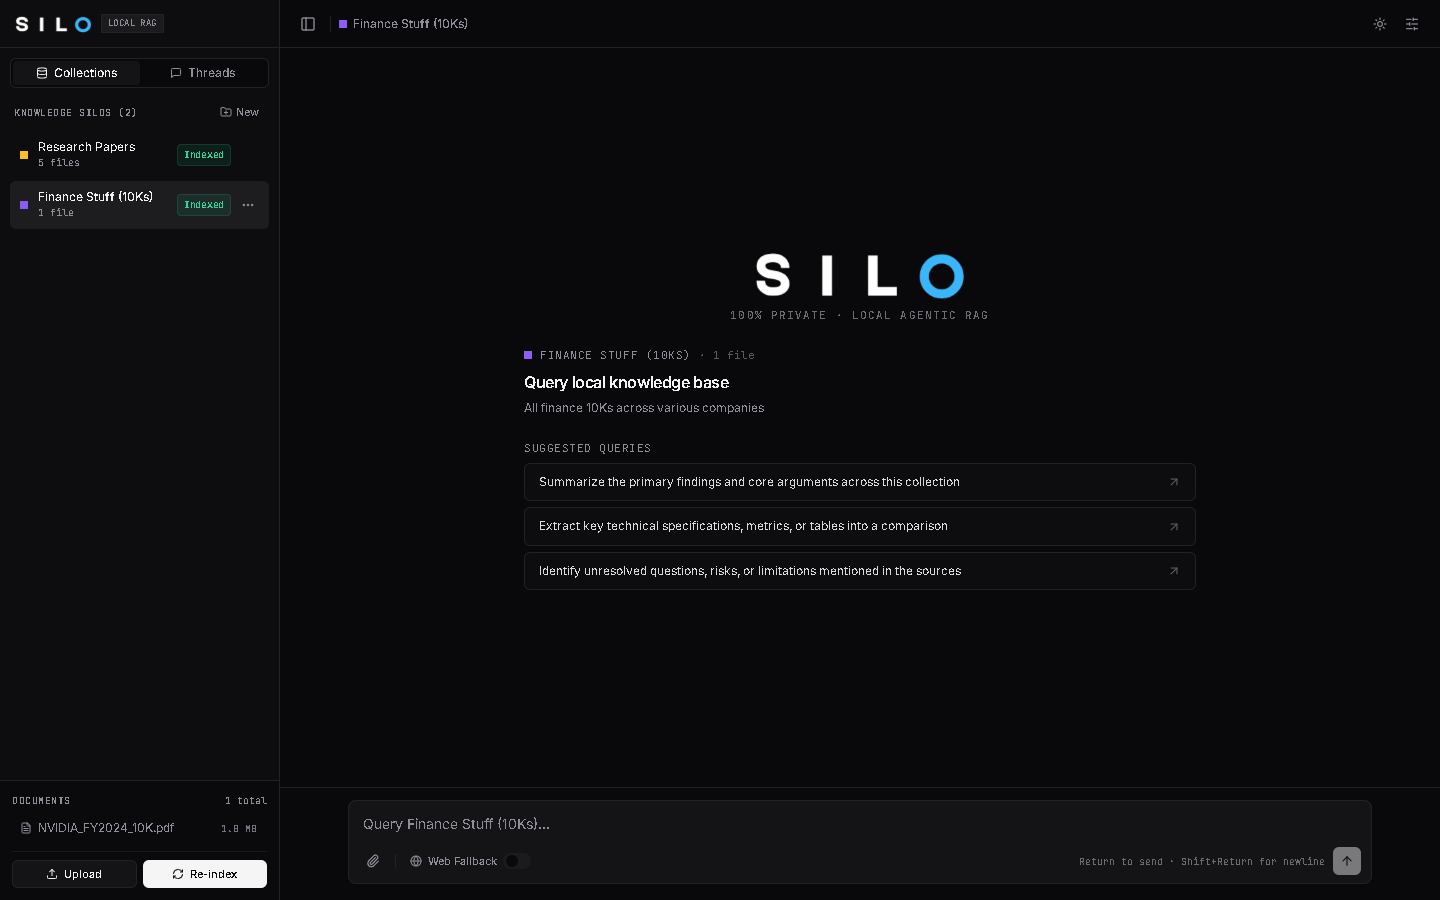 SILO LOCAL RAG
Collections Threads
KNOWLEDGE SILOS (2) New
Research Papers
5 files
Indexed
Finance Stuff (10Ks)
1 file
Indexed
DOCUMENTS 1 total
NVIDIA_FY2024_10K.pdf 1.8 MB
Upload Re-index
Finance Stuff (10Ks)
SILO
100% PRIVATE · LOCAL AGENTIC RAG
FINANCE STUFF (10KS) · 1 file
Query local knowledge base
All finance 10Ks across various companies
SUGGESTED QUERIES
Summarize the primary findings and core arguments across this collection
Extract key technical specifications, metrics, or tables into a comparison
Identify unresolved questions, risks, or limitations mentioned in the sources
Query Finance Stuff (10Ks)...
Web Fallback Return to send · Shift+Return for newline